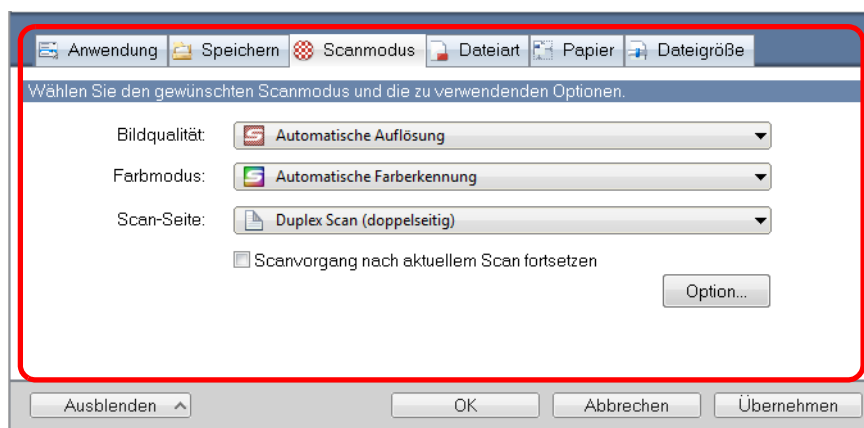 Anwendung Speichern Scanmodus Dateiart Papier Dateigröße
Wählen Sie den gewünschten Scanmodus und die zu verwendenden Optionen.
Bildqualität: Automatische Auflösung
Farbmodus: Automatische Farberkennung
Scan-Seite: Duplex Scan (doppelseitig)
Scanvorgang nach aktuellem Scan fortsetzen
Option...
Ausblenden OK Abbrechen Übernehmen